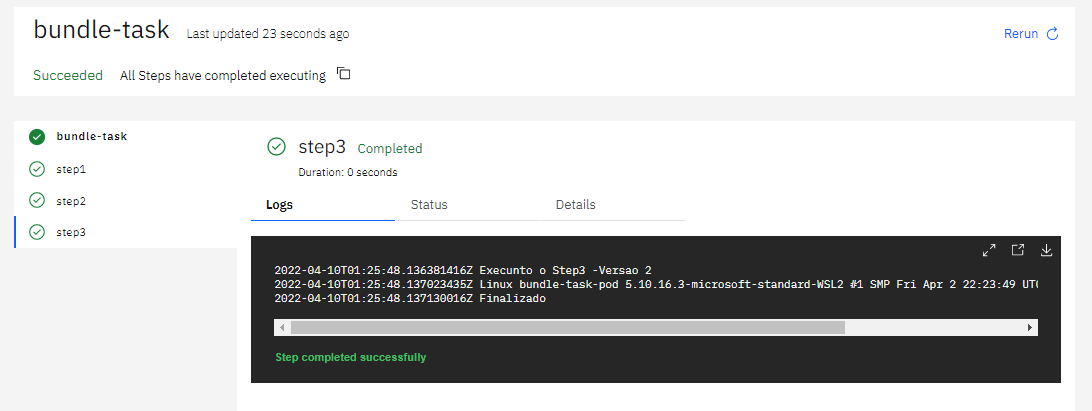 bundle-task Last updated 23 seconds ago
Rerun
Succeeded All Steps have completed executing
bundle-task
step1
step2
step3
step3 Completed
Duration: 0 seconds
Logs Status Details
2022-04-10T01:25:48.136381416Z Execunto o Step3 -Versao 2
2022-04-10T01:25:48.137023435Z Linux bundle-task-pod 5.10.16.3-microsoft-standard-WSL2 #1 SMP Fri Apr 2 22:23:49 UTC
2022-04-10T01:25:48.137130016Z Finalizado
Step completed successfully